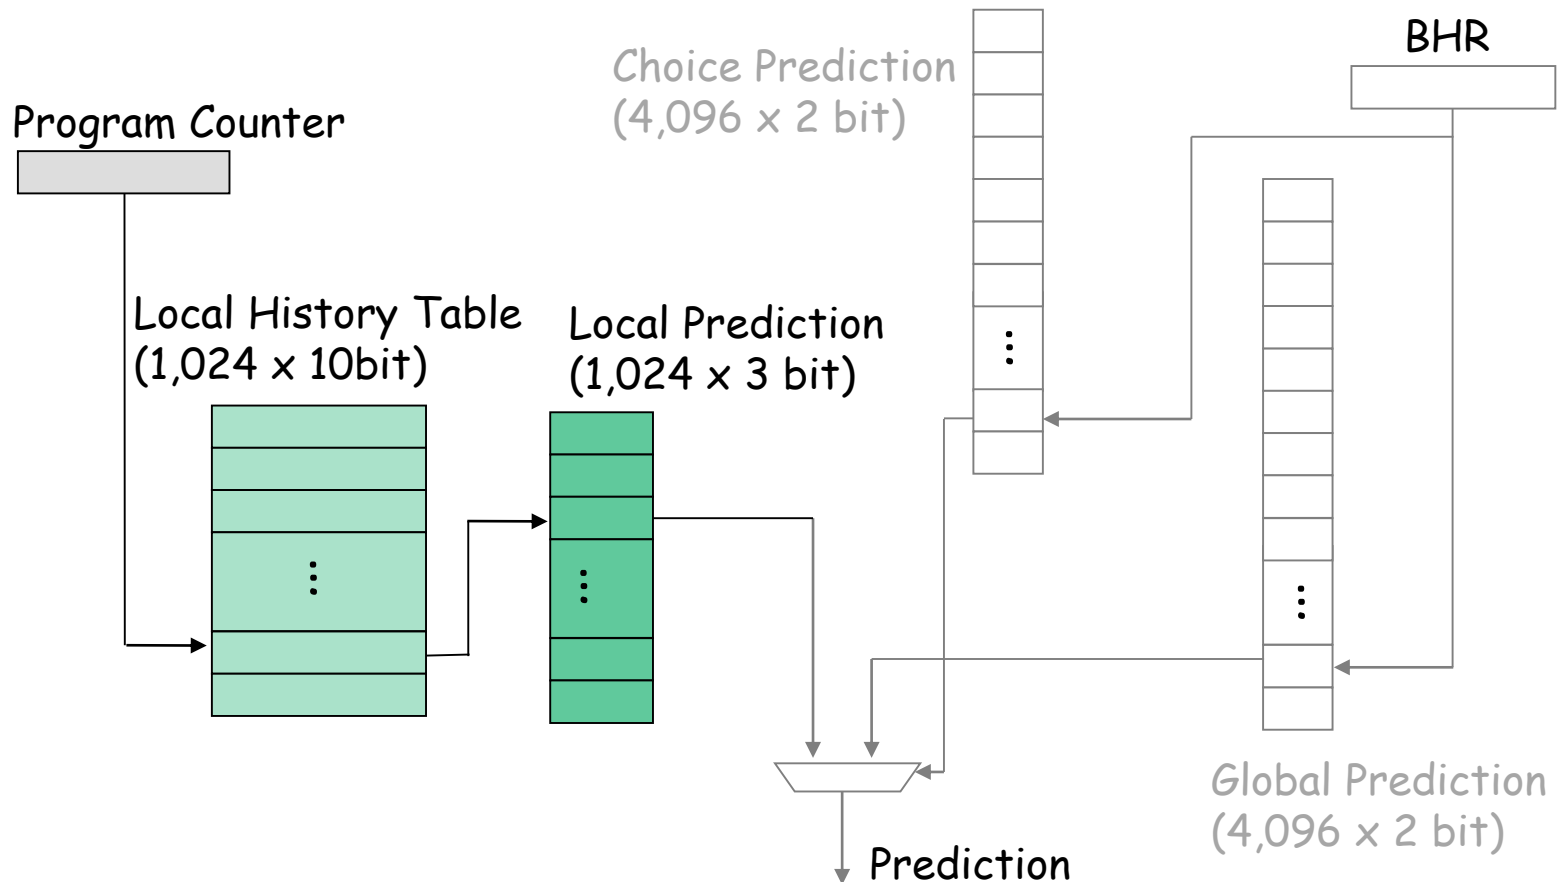 BHR
Choice Prediction
(4,096 x 2 bit)
Program Counter
Local History Table
(1,024 x 10bit)
Local Prediction
(1,024 x 3 bit)
Global Prediction
(4,096 x 2 bit)
Prediction